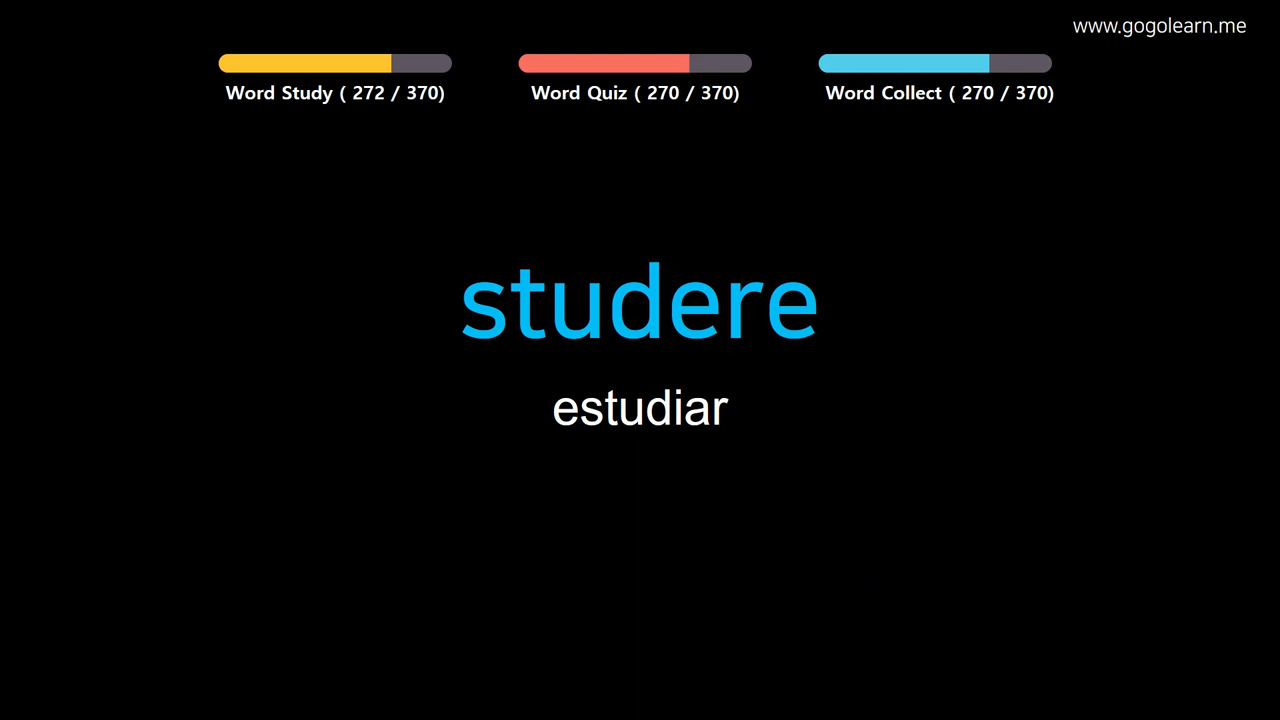 www.gogolearn.me
Word Study ( 272 / 370)
Word Quiz ( 270 / 370)
Word Collect ( 270 / 370)
studere
estudiar